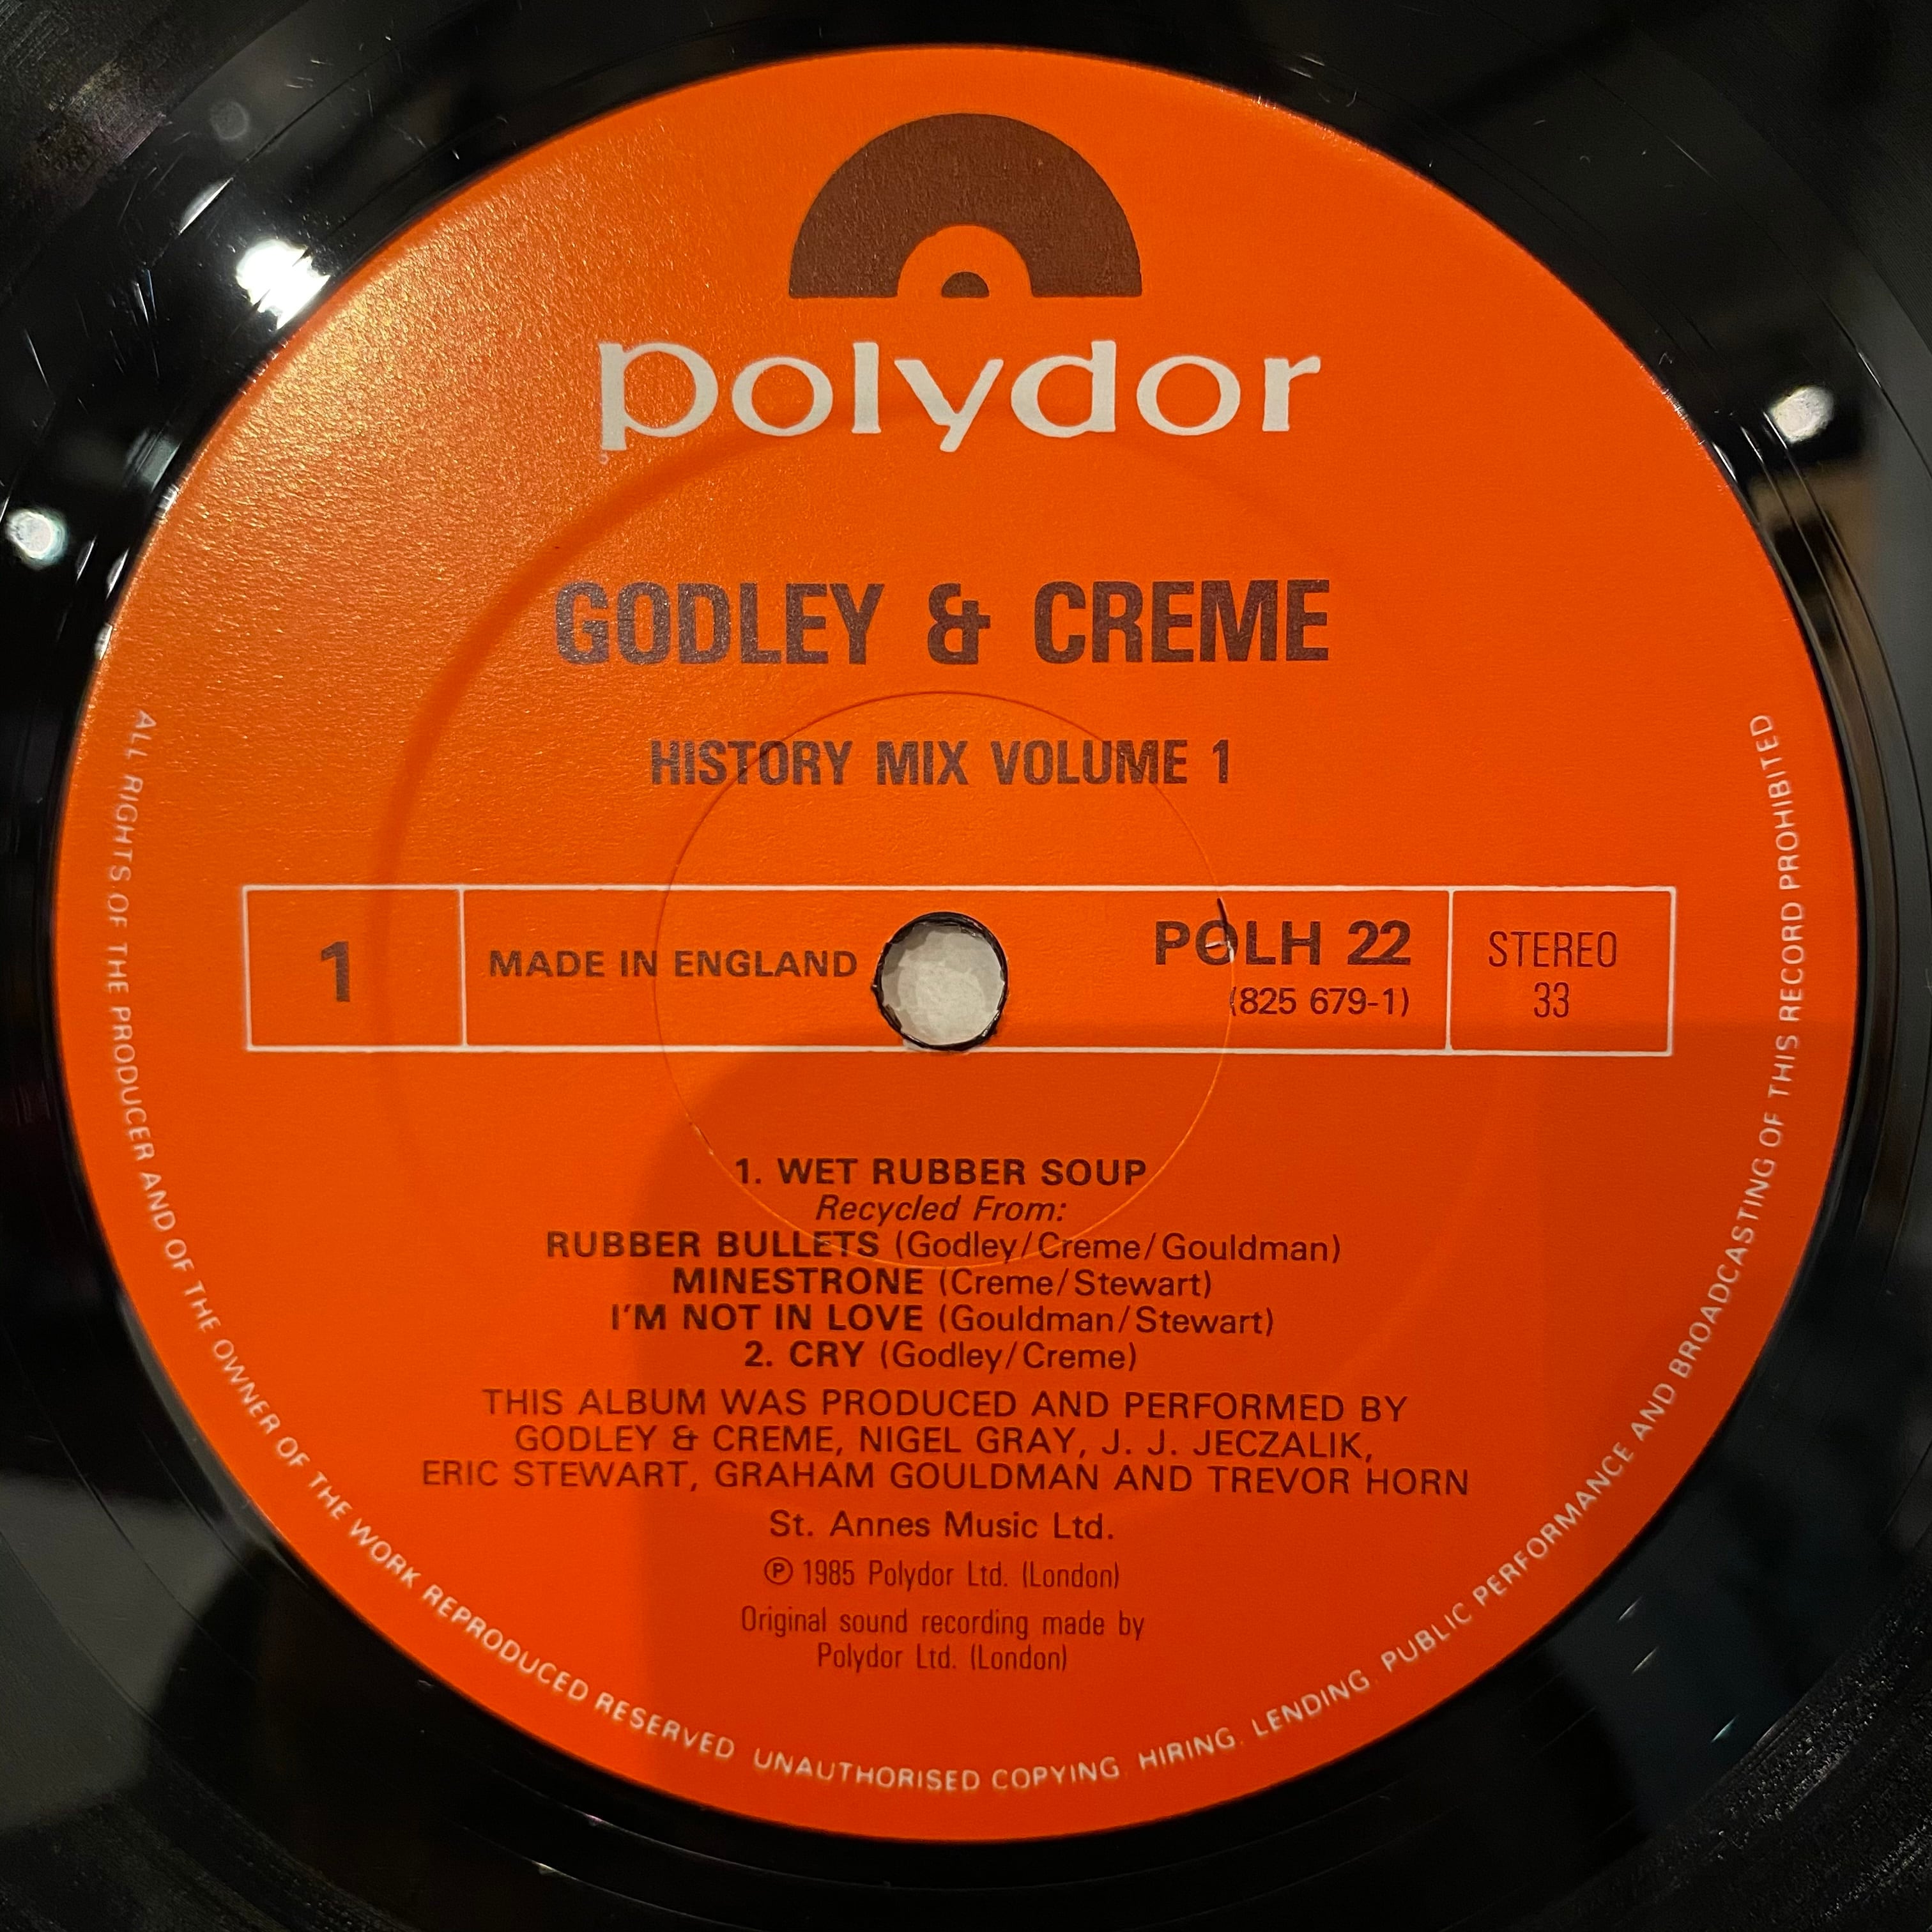 polydor
GODLEY & CREME
HISTORY MIX VOLUME 1
1
MADE IN ENGLAND
POLH 22
(825 679-1)
STEREO
33
1. WET RUBBER SOUP
Recycled From:
RUBBER BULLETS (Godley/Creme/Gouldman)
MINESTRONE (Creme/Stewart)
I'M NOT IN LOVE (Gouldman/Stewart)
2. CRY (Godley/Creme)
THIS ALBUM WAS PRODUCED AND PERFORMED BY
GODLEY & CREME, NIGEL GRAY, J. J. JECZALIK,
ERIC STEWART, GRAHAM GOULDMAN AND TREVOR HORN
St. Annes Music Ltd.
℗ 1985 Polydor Ltd. (London)
Original sound recording made by
Polydor Ltd. (London)
ALL RIGHTS OF THE PRODUCER AND OF THE OWNER OF THE WORK REPRODUCED RESERVED UNAUTHORISED COPYING, HIRING, LENDING, PUBLIC PERFORMANCE AND BROADCASTING OF THIS RECORD PROHIBITED